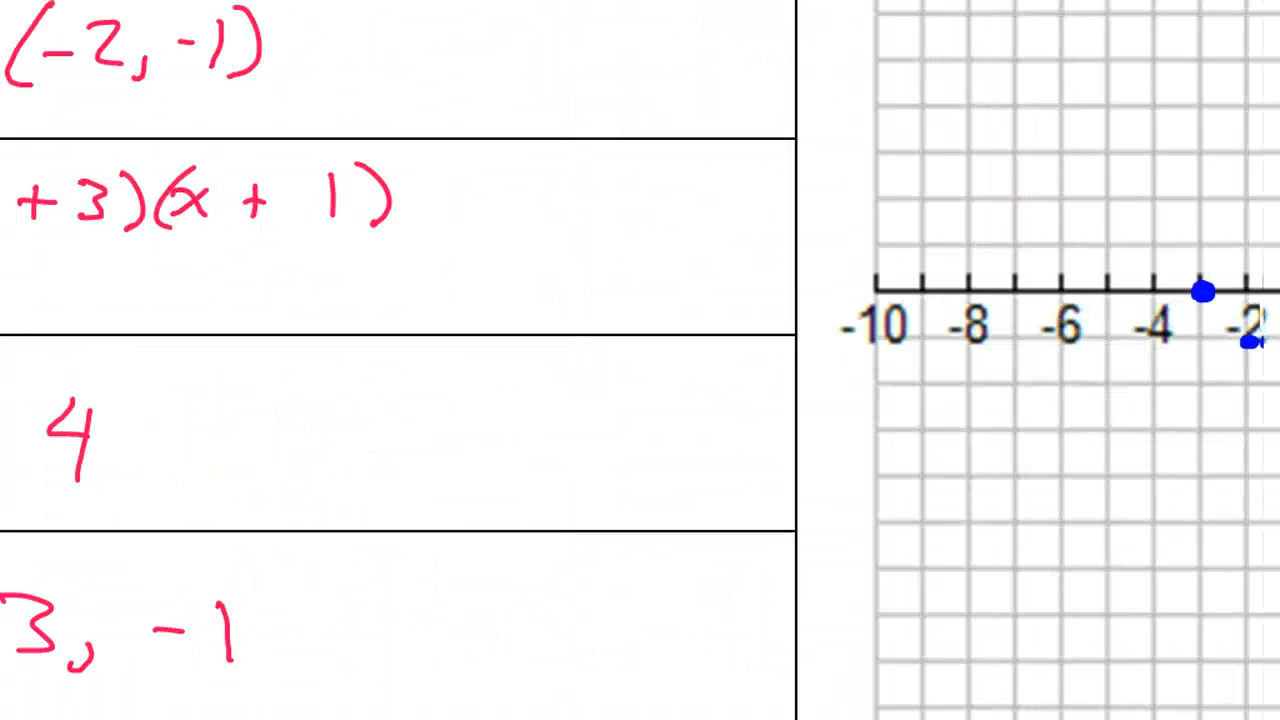 (-2, -1)
+ 3)(x + 1)
-10 -8 -6 -4 -2
4
3, -1